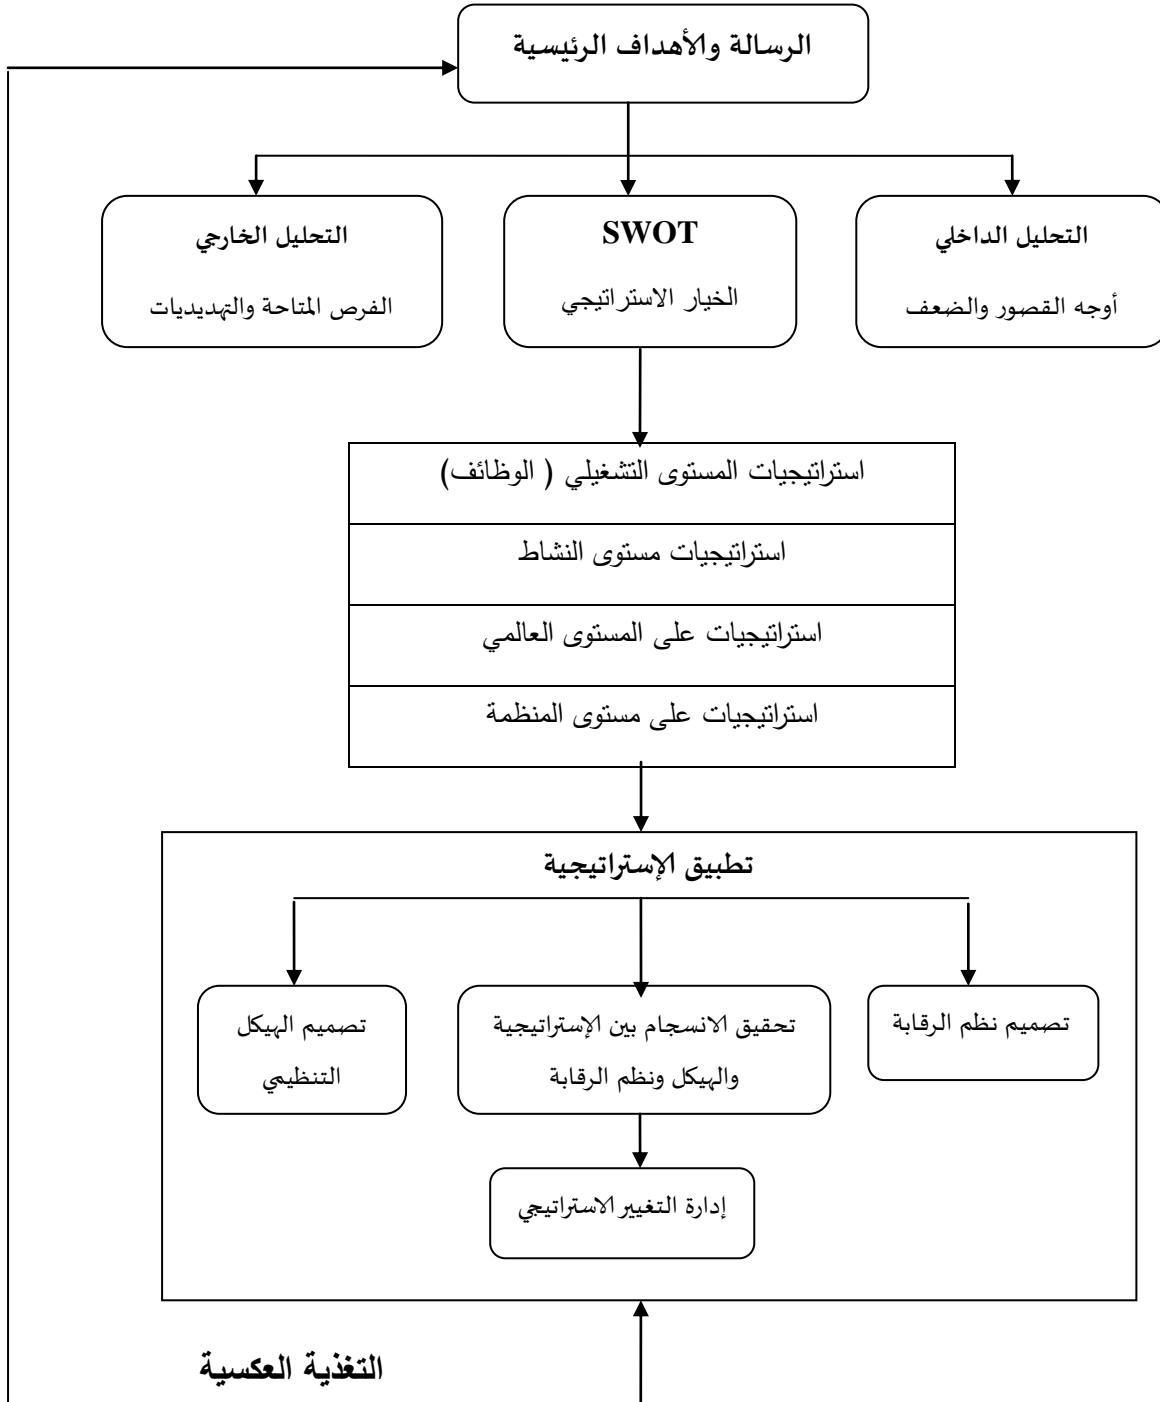 الرسالة والأهداف الرئيسية
التحليل الداخلي
أوجه القصور والضعف
SWOT
الخيار الاستراتيجي
التحليل الخارجي
الفرص المتاحة والتهديديات
استراتيجيات المستوى التشغيلي ( الوظائف)
استراتيجيات مستوى النشاط
استراتيجيات على المستوى العالمي
استراتيجيات على مستوى المنظمة
تطبيق الإستراتيجية
تصميم نظم الرقابة
تحقيق الانسجام بين الإستراتيجية
والهيكل ونظم الرقابة
تصميم الهيكل
التنظيمي
إدارة التغيير الاستراتيجي
التغذية العكسية